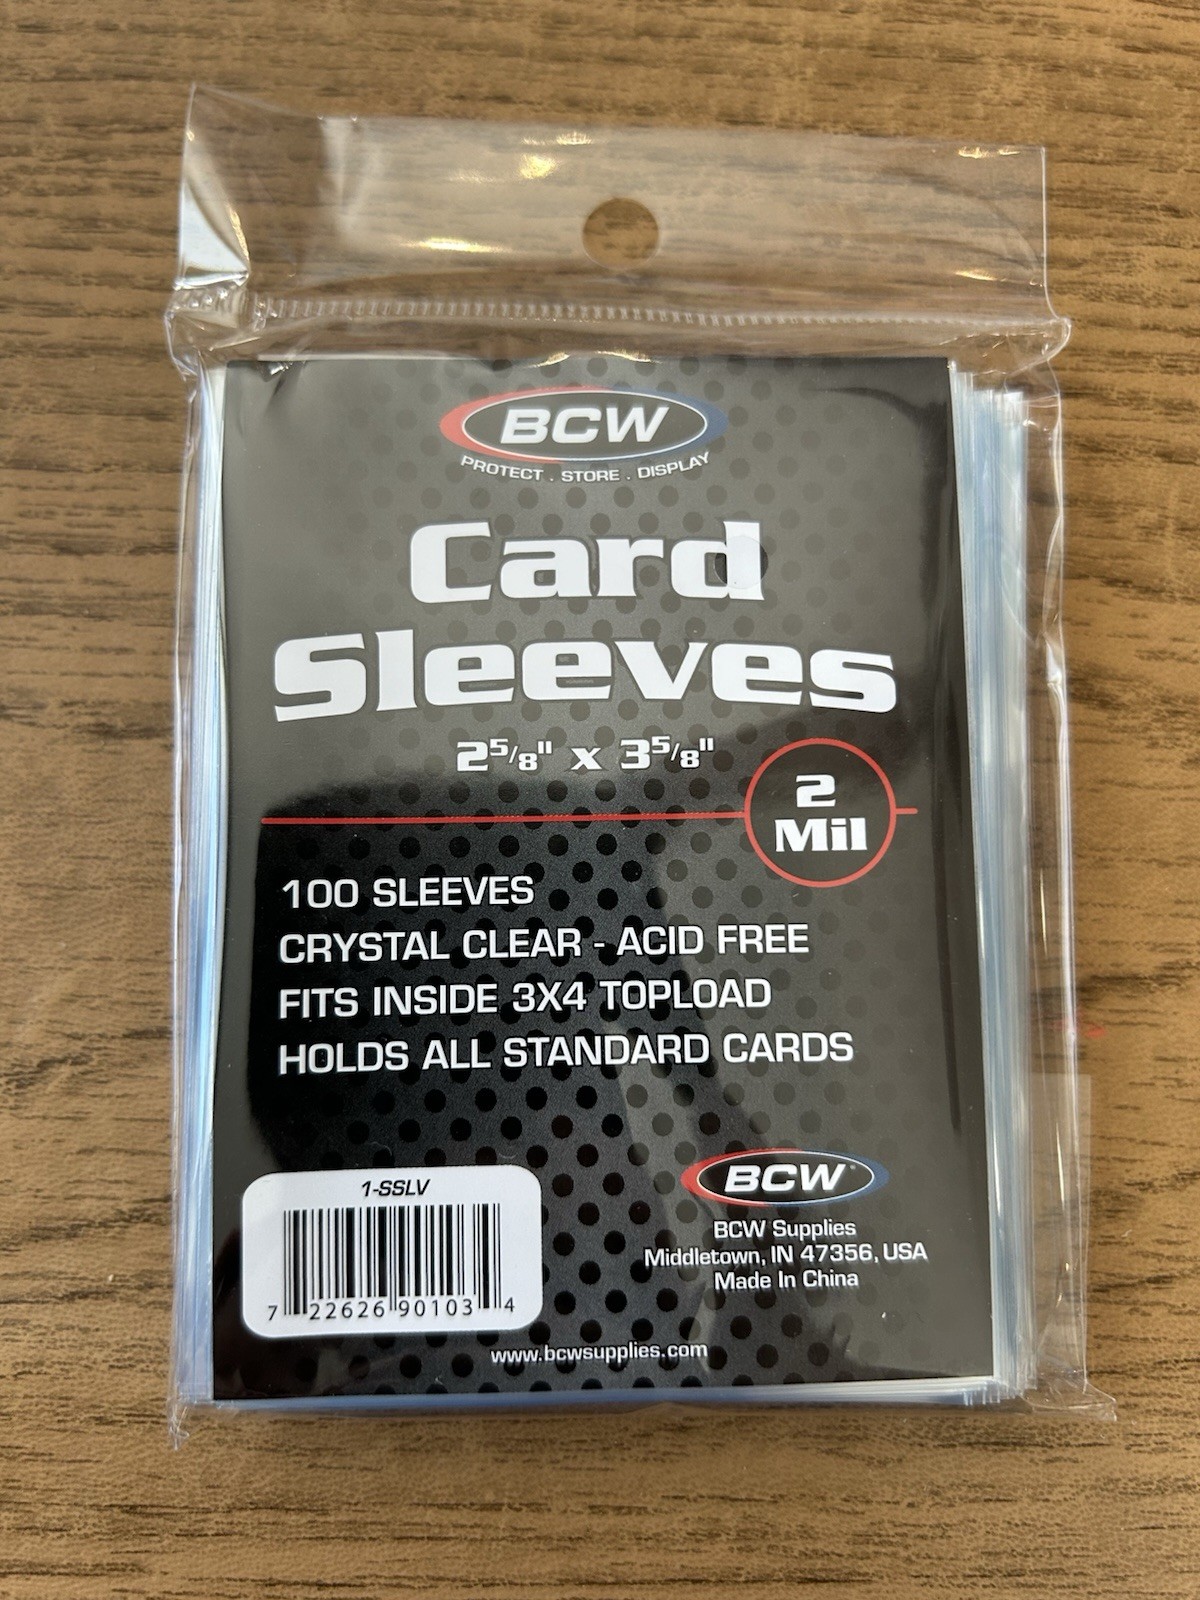 BCW
PROTECT . STORE . DISPLAY
Card
Sleeves
2⁵/₈" x 3⁵/₈"
2
Mil
100 SLEEVES
CRYSTAL CLEAR - ACID FREE
FITS INSIDE 3X4 TOPLOAD
HOLDS ALL STANDARD CARDS
1-SSLV
7 22626 90103 4
BCW®
BCW Supplies
Middletown, IN 47356, USA
Made In China
www.bcwsupplies.com